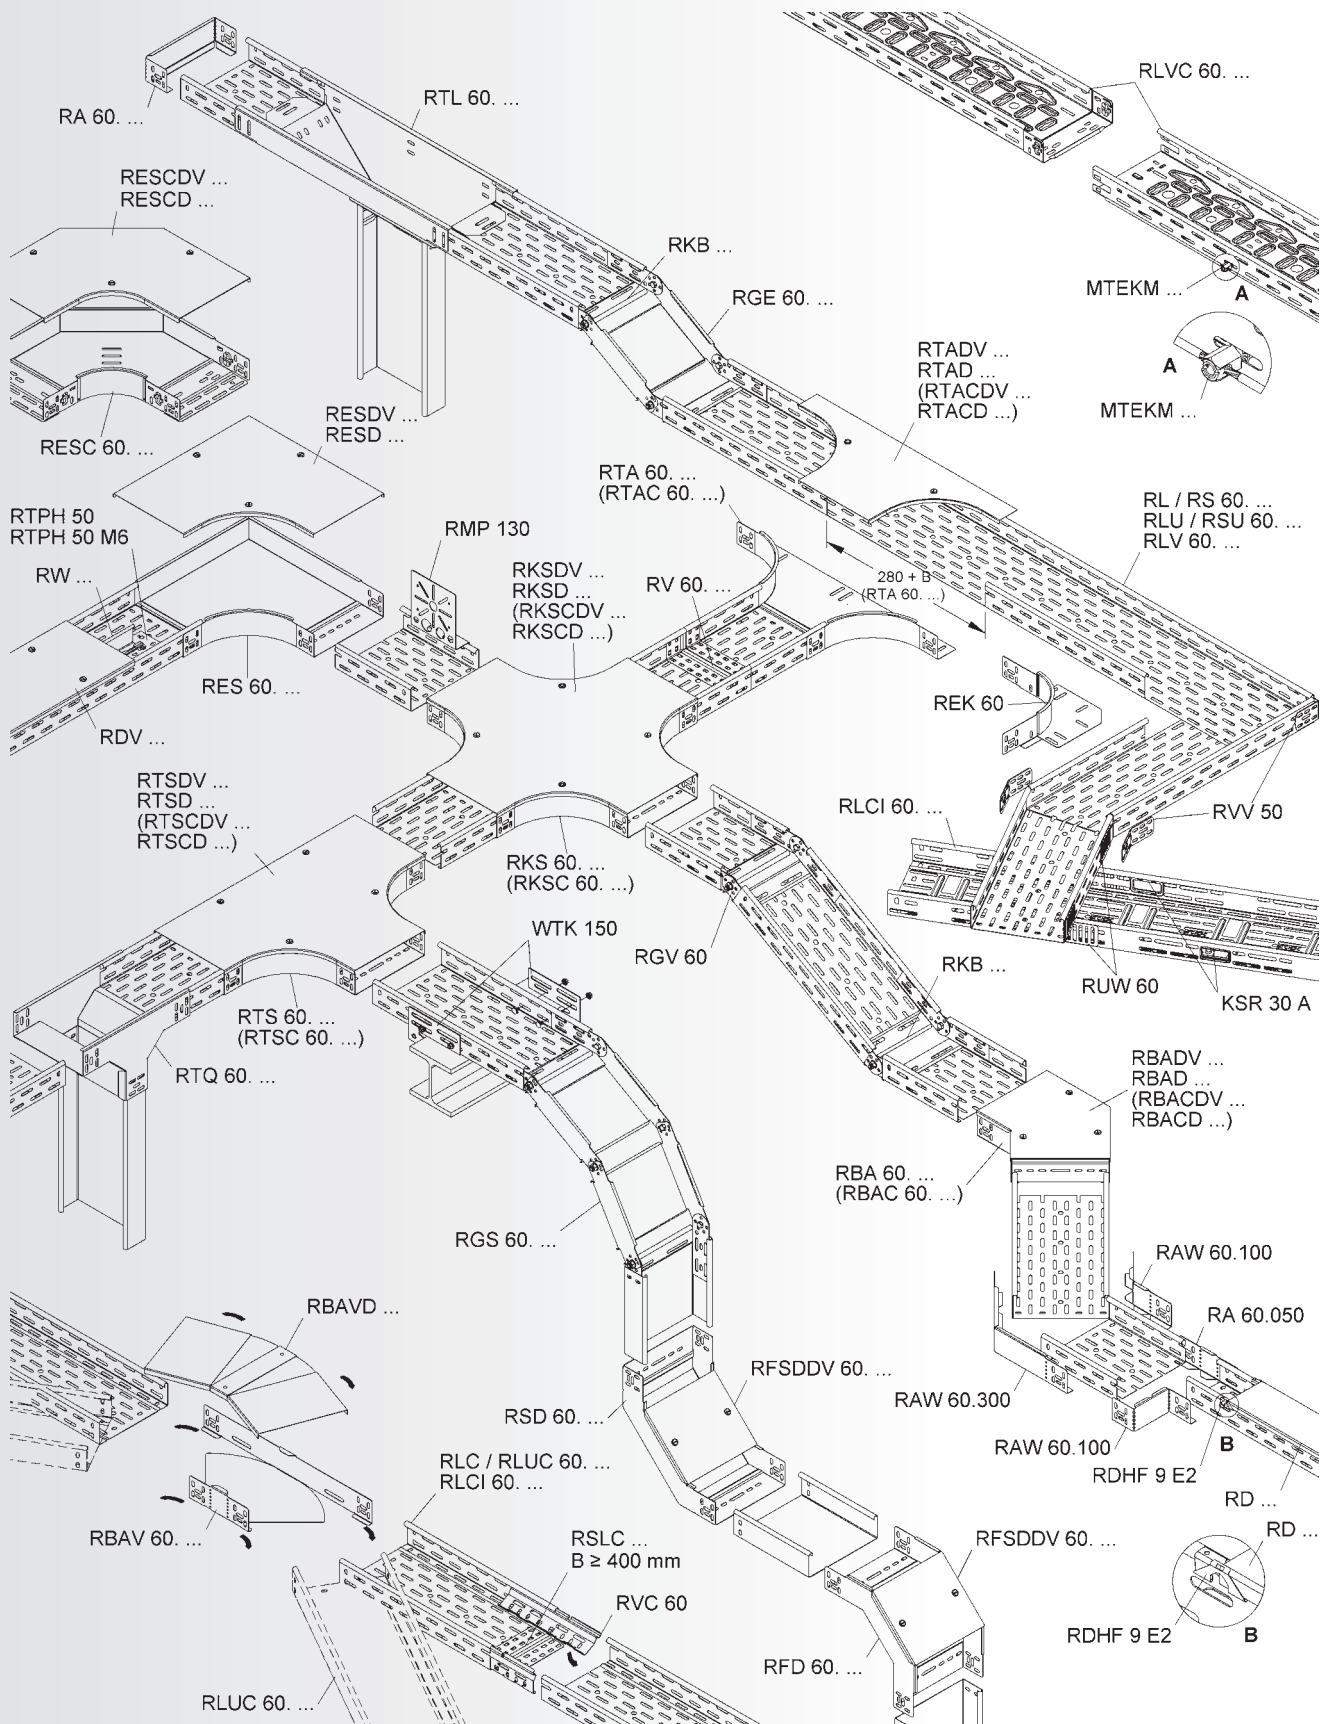 RLVC 60. ...
RA 60. ...
RTL 60. ...
RESCDV ...
RESCD ...
RKB ...
RGE 60. ...
MTEKM ...
A
RTADV ...
RTAD ...
(RTACDV ...
RTACD ...)
A
MTEKM ...
RESC 60. ...
RESDV ...
RESD ...
RTA 60. ...
(RTAC 60. ...)
RL / RS 60. ...
RLU / RSU 60. ...
RLV 60. ...
RTPH 50
RTPH 50 M6
RW ...
RMP 130
RKSDV ...
RKSD ...
(RKSCDV ...
RKSCD ...)
RV 60. ...
280 + B
(RTA 60. ...)
RES 60. ...
REK 60
RDV ...
RTSDV ...
RTSD ...
(RTSCDV ...
RTSCD ...)
RLCI 60. ...
RVV 50
RKS 60. ...
(RKSC 60. ...)
WTK 150
RGV 60
RKB ...
RUW 60
KSR 30 A
RTS 60. ...
(RTSC 60. ...)
RTQ 60. ...
RBADV ...
RBAD ...
(RBACDV ...
RBACD ...)
RBA 60. ...
(RBAC 60. ...)
RGS 60. ...
RAW 60.100
RBAVD ...
RA 60.050
RFSDDV 60. ...
RAW 60.300
RSD 60. ...
RAW 60.100
B
RDHF 9 E2
RLC / RLUC 60. ...
RLCI 60. ...
RD ...
RBAV 60. ...
RSLC ...
B ≥ 400 mm
RFSDDV 60. ...
RD ...
RVC 60
RDHF 9 E2
B
RFD 60. ...
RLUC 60. ...